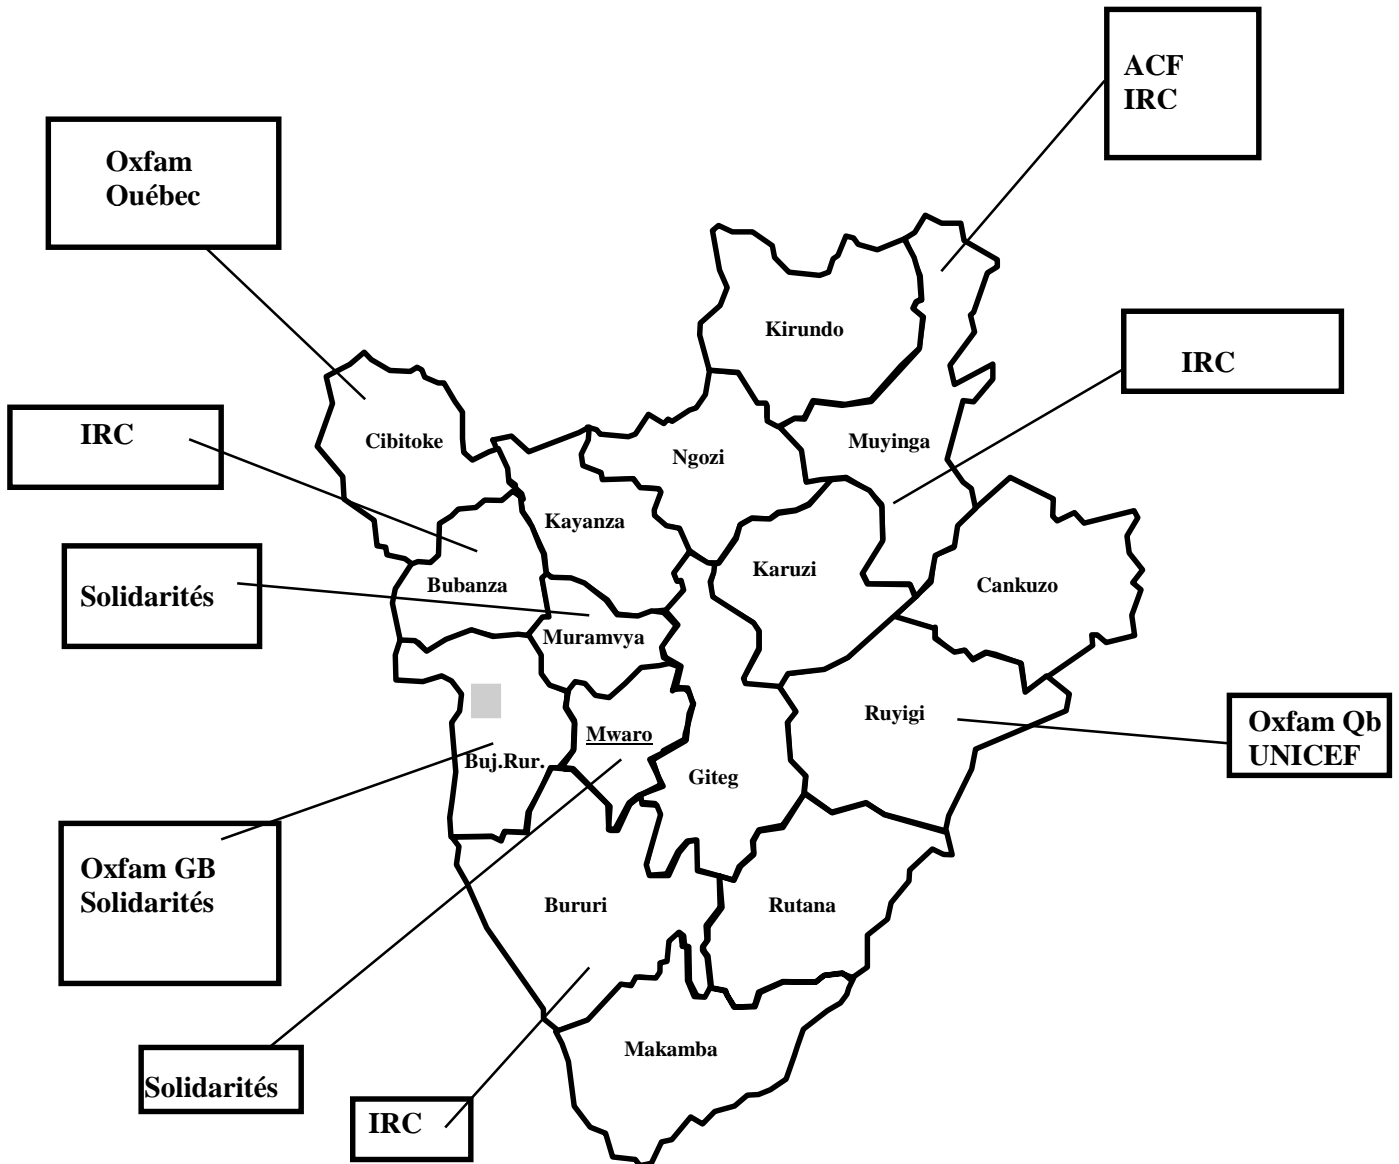 ACF
IRC
Oxfam
Ouébec
Kirundo
IRC
IRC
Cibitoke
Muyinga
Ngozi
Kayanza
Karuzi
Bubanza
Cankuzo
Solidarités
Muramvya
Ruyigi
Oxfam Qb
UNICEF
Mwaro
Buj.Rur.
Giteg
Oxfam GB
Solidarités
Bururi
Rutana
Makamba
Solidarités
IRC